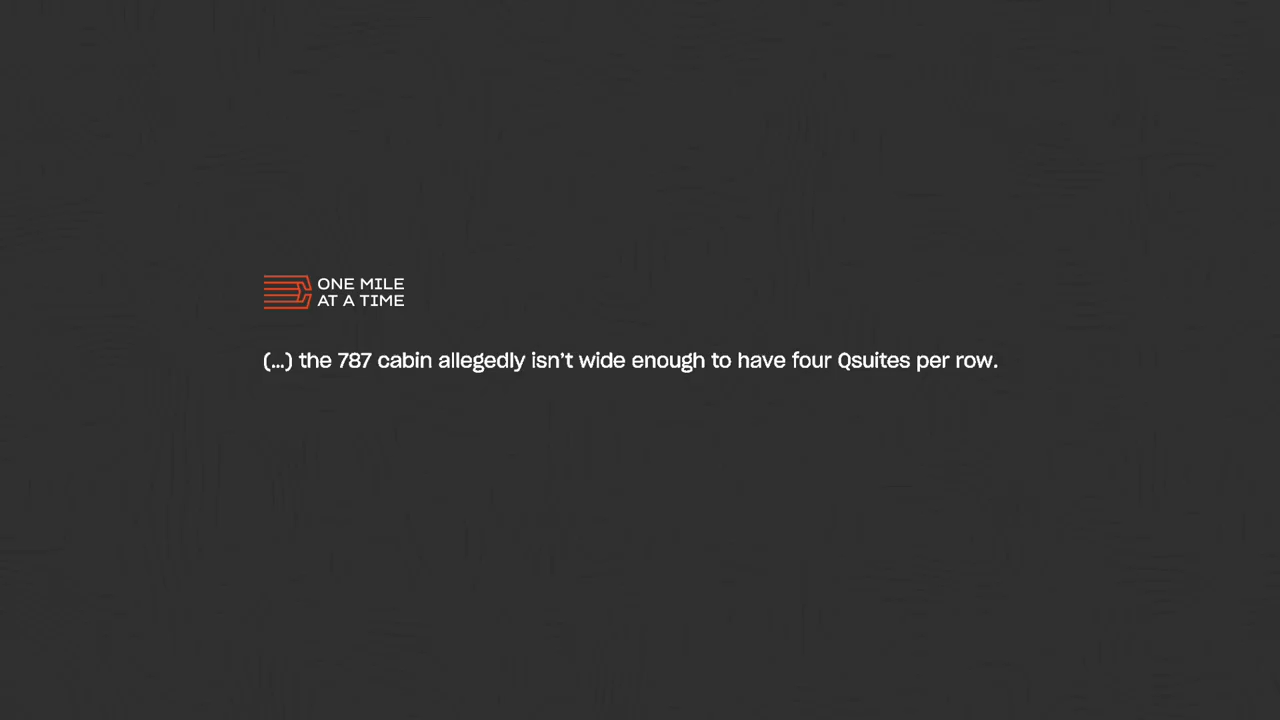 ONE MILE
AT A TIME
(...) the 787 cabin allegedly isn't wide enough to have four Qsuites per row.